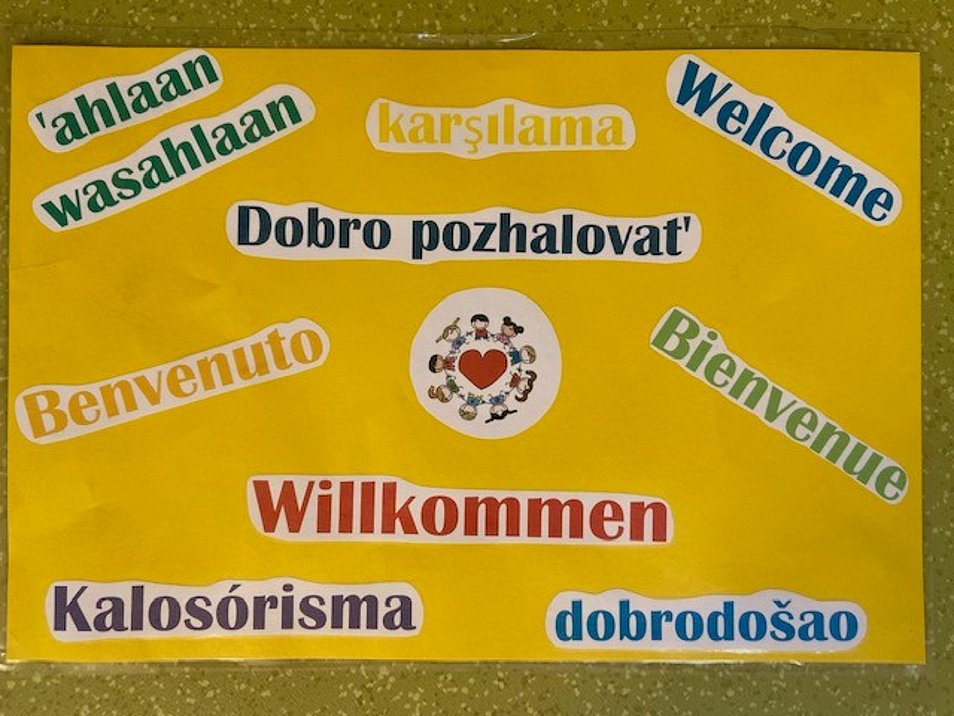 'ahlaan
wasahlaan
karşılama
Welcome
Dobro pozhalovat'
Benvenuto
Bienvenue
Willkommen
Kalosórisma
dobrodošao